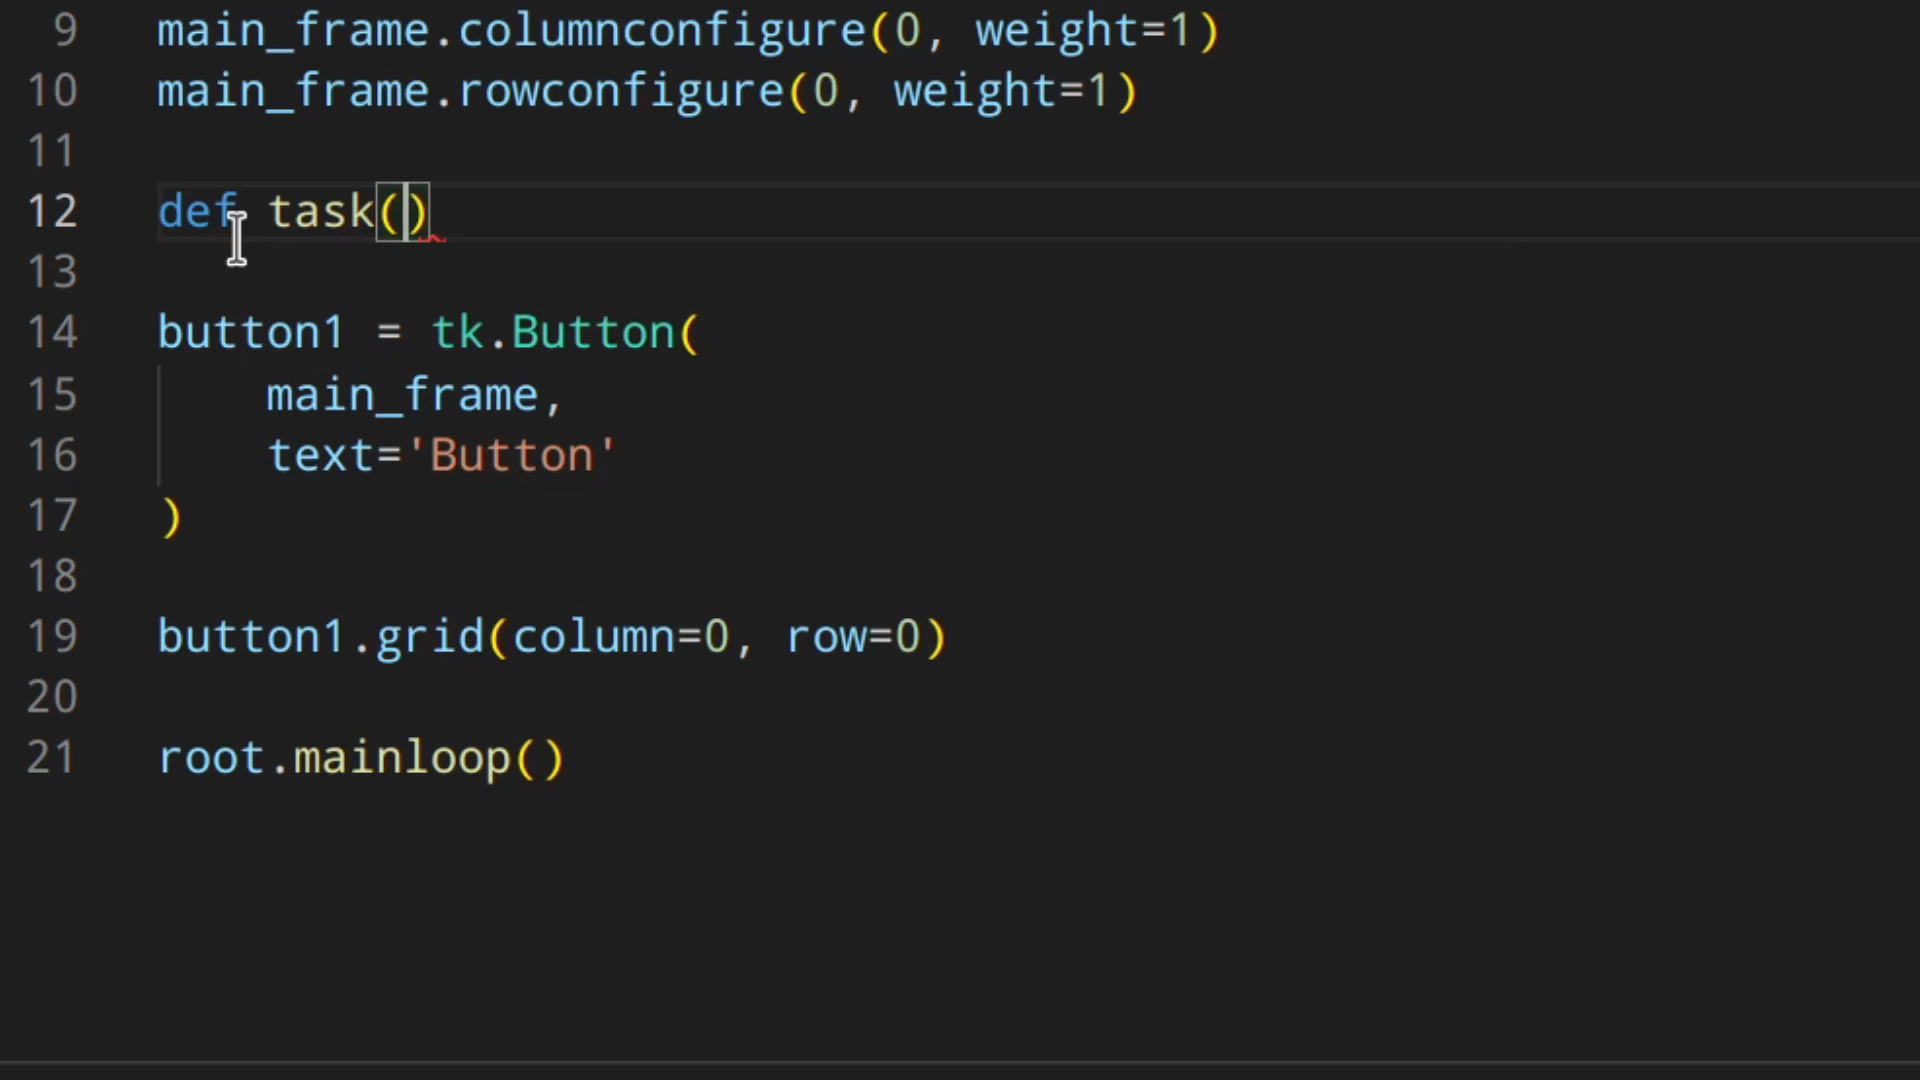 9 main_frame.columnconfigure(0, weight=1)
10 main_frame.rowconfigure(0, weight=1)
11
12 def task()
13
14 button1 = tk.Button(
15     main_frame,
16     text='Button'
17 )
18
19 button1.grid(column=0, row=0)
20
21 root.mainloop()